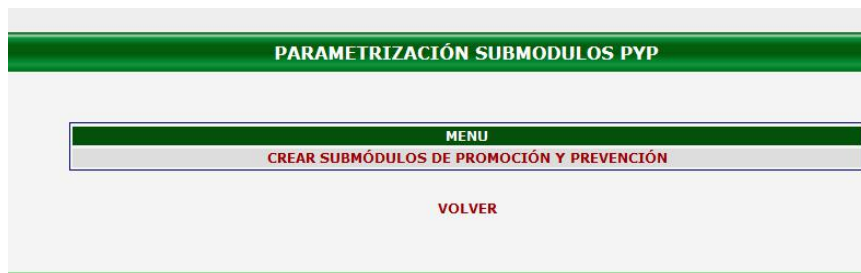 PARAMETRIZACIÓN SUBMODULOS PYP
MENU
CREAR SUBMÓDULOS DE PROMOCIÓN Y PREVENCIÓN
VOLVER